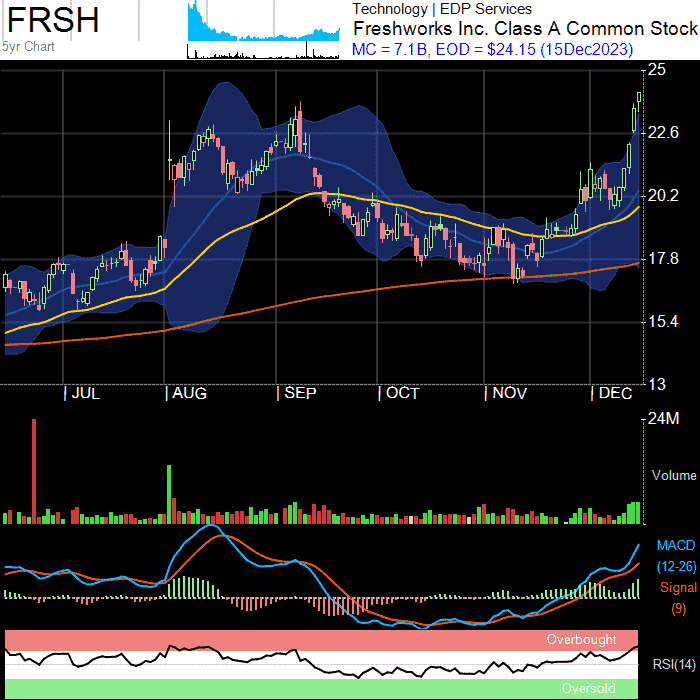 FRSH
5yr Chart
Technology | EDP Services
Freshworks Inc. Class A Common Stock
MC = 7.1B, EOD = $24.15 (15Dec2023)
25
22.6
20.2
17.8
15.4
13
| JUL | AUG | SEP | OCT | NOV | DEC
24M
Volume
MACD
(12-26)
Signal
(9)
Overbought
RSI(14)
Oversold